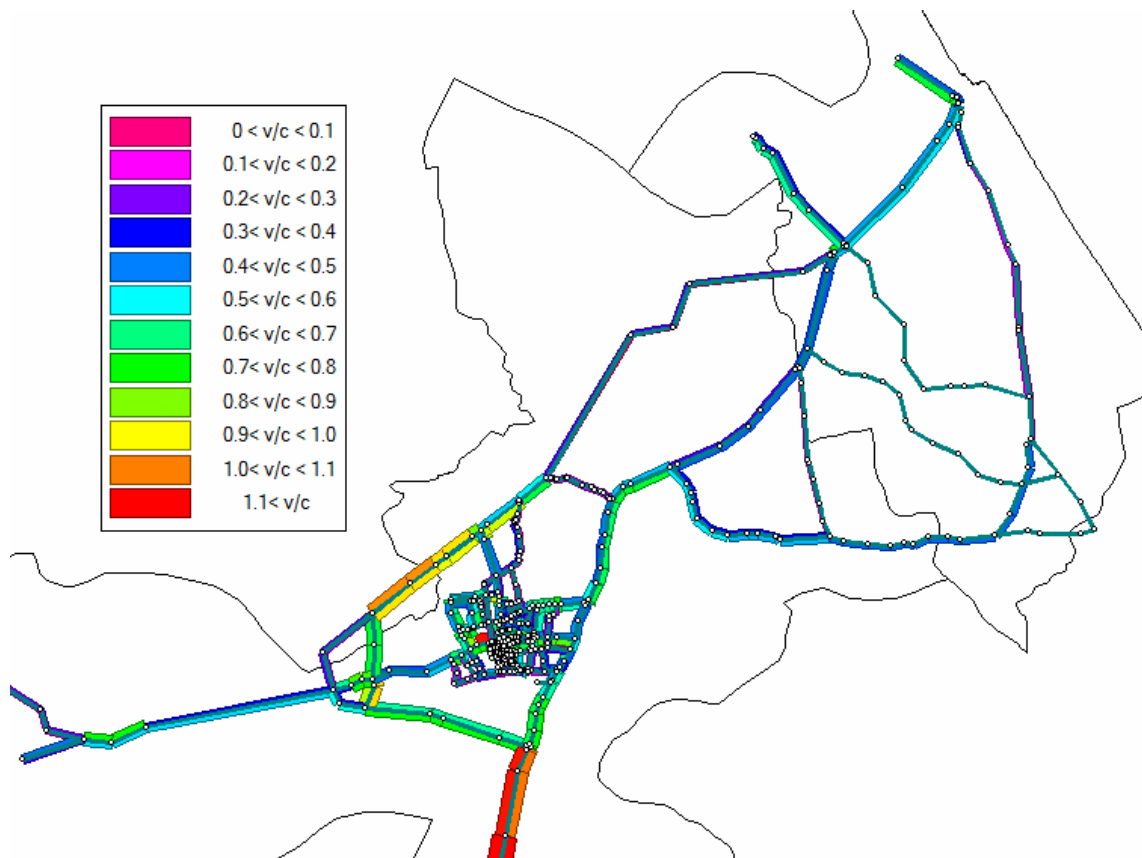 0 < v/c < 0.1
0.1< v/c < 0.2
0.2< v/c < 0.3
0.3< v/c < 0.4
0.4< v/c < 0.5
0.5< v/c < 0.6
0.6< v/c < 0.7
0.7< v/c < 0.8
0.8< v/c < 0.9
0.9< v/c < 1.0
1.0< v/c < 1.1
1.1< v/c